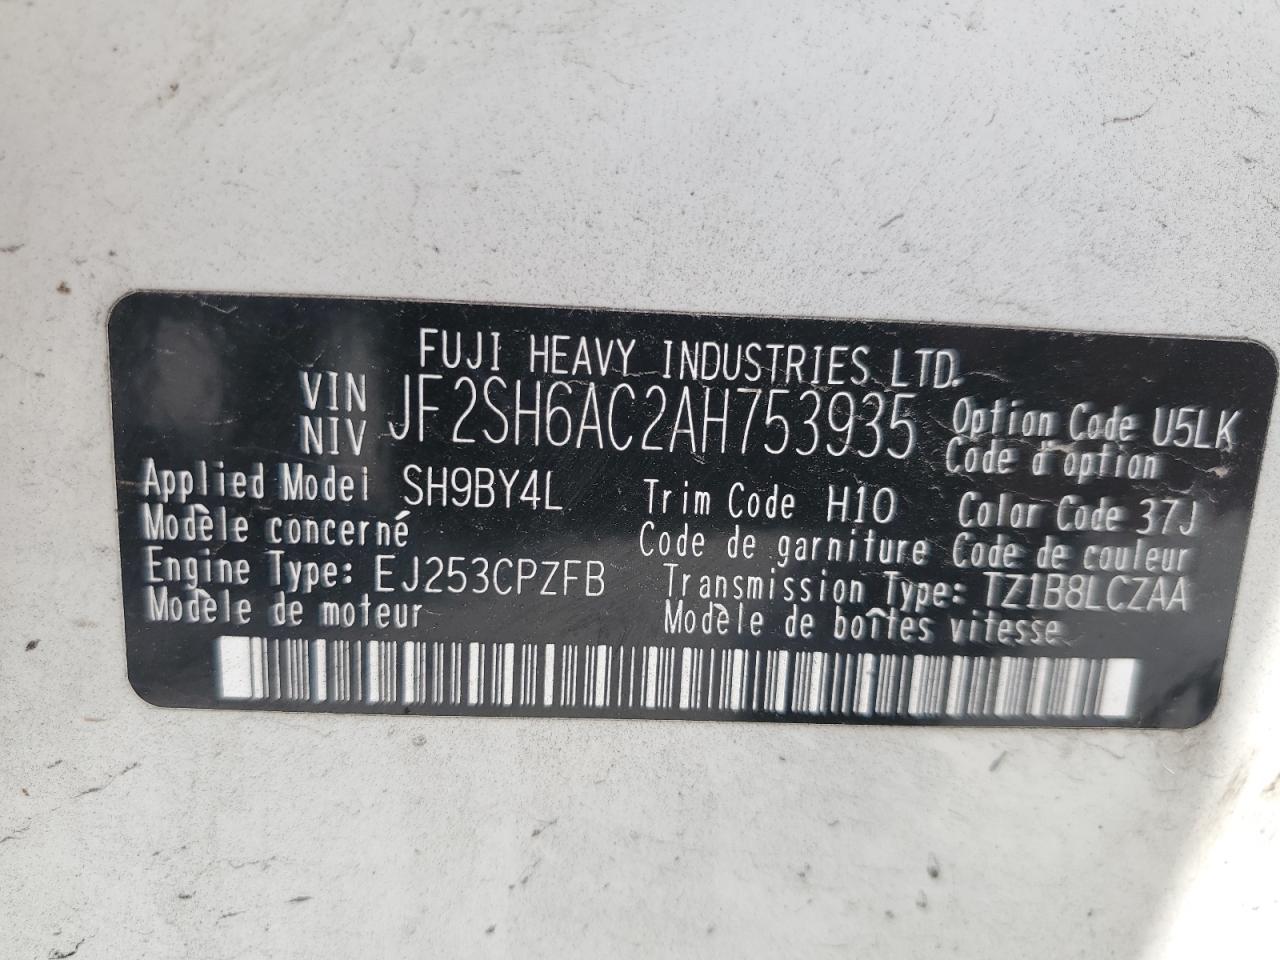 FUJI HEAVY INDUSTRIES LTD.
VIN
NIV
JF2SH6AC2AH753935
Option Code U5LK
Code d'option
Applied Model SH9BY4L
Modèle concerné
Trim Code H10
Code de garniture
Color Code 37J
Code de couleur
Engine Type: EJ253CPZFB
Modèle de moteur
Transmission Type: TZ1B8LCZAA
Modèle de boîtes vitesse